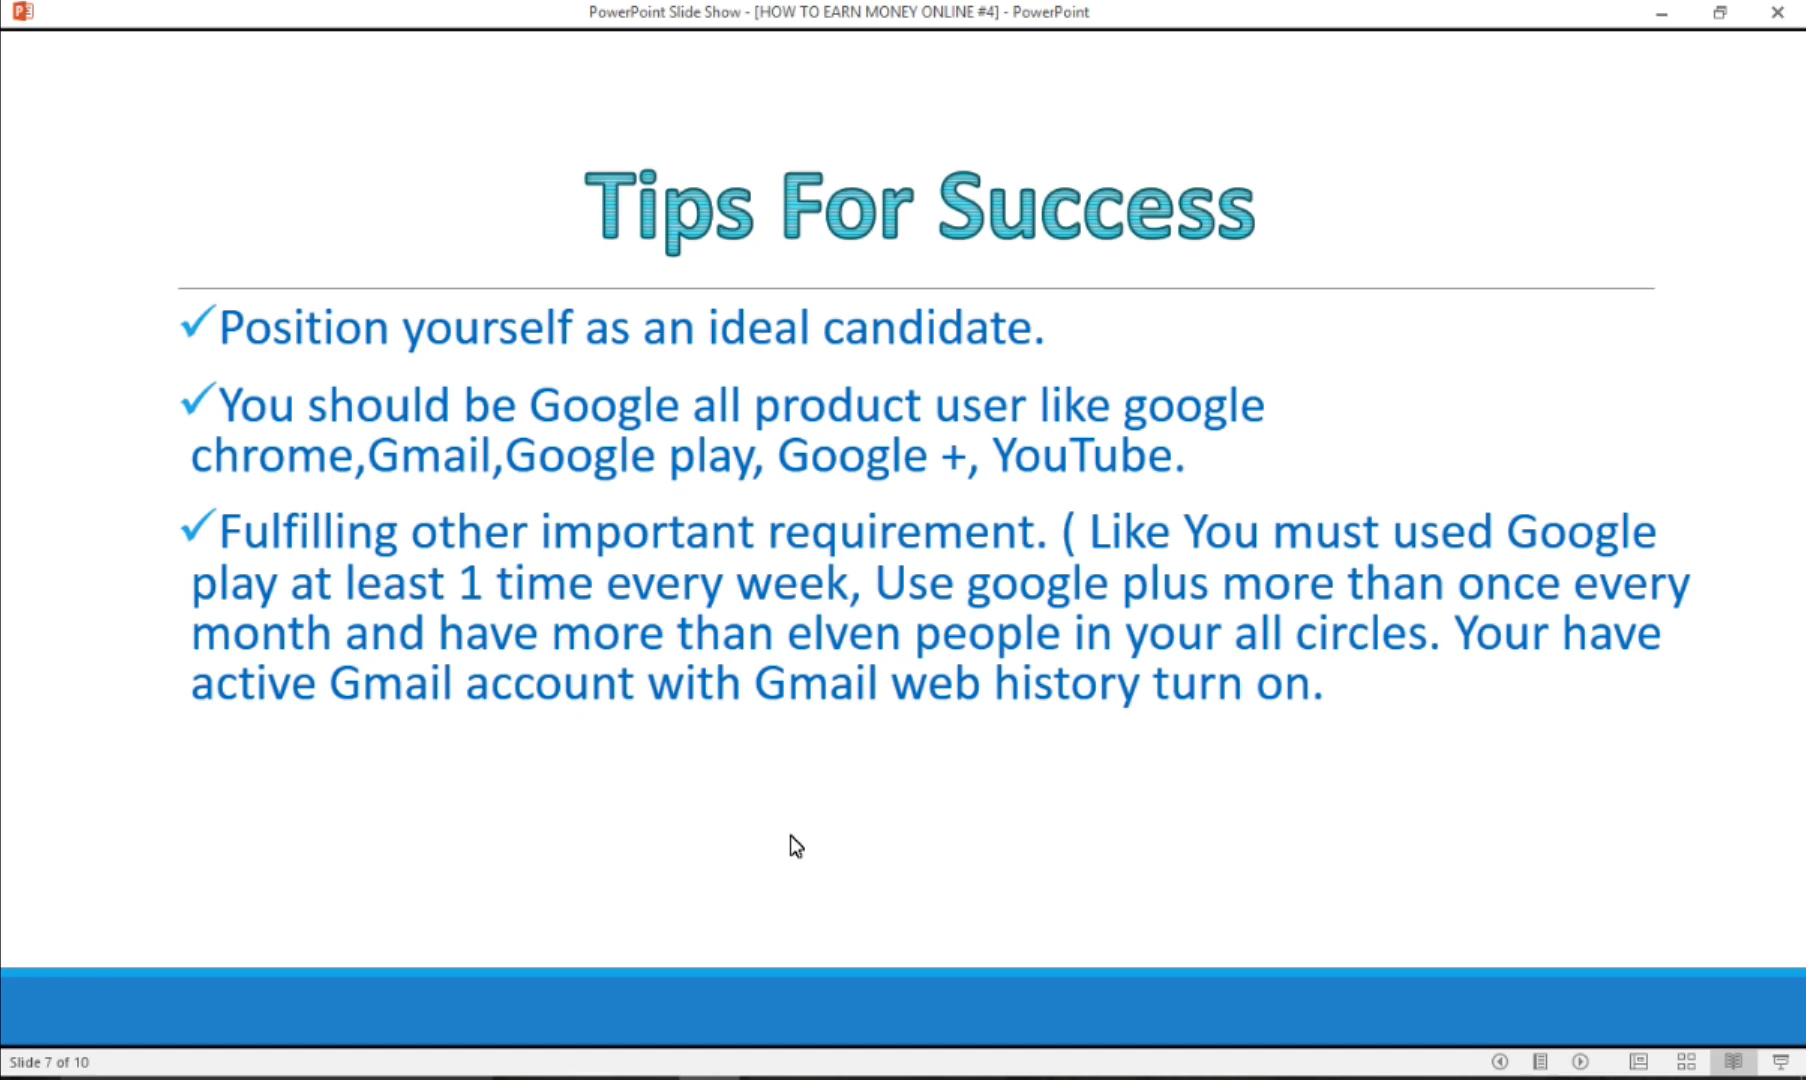 PowerPoint Slide Show - [HOW TO EARN MONEY ONLINE #4] - PowerPoint
Tips For Success
✓Position yourself as an ideal candidate.
✓You should be Google all product user like google
chrome,Gmail,Google play, Google +, YouTube.
✓Fulfilling other important requirement. ( Like You must used Google
play at least 1 time every week, Use google plus more than once every
month and have more than elven people in your all circles. Your have
active Gmail account with Gmail web history turn on.
Slide 7 of 10